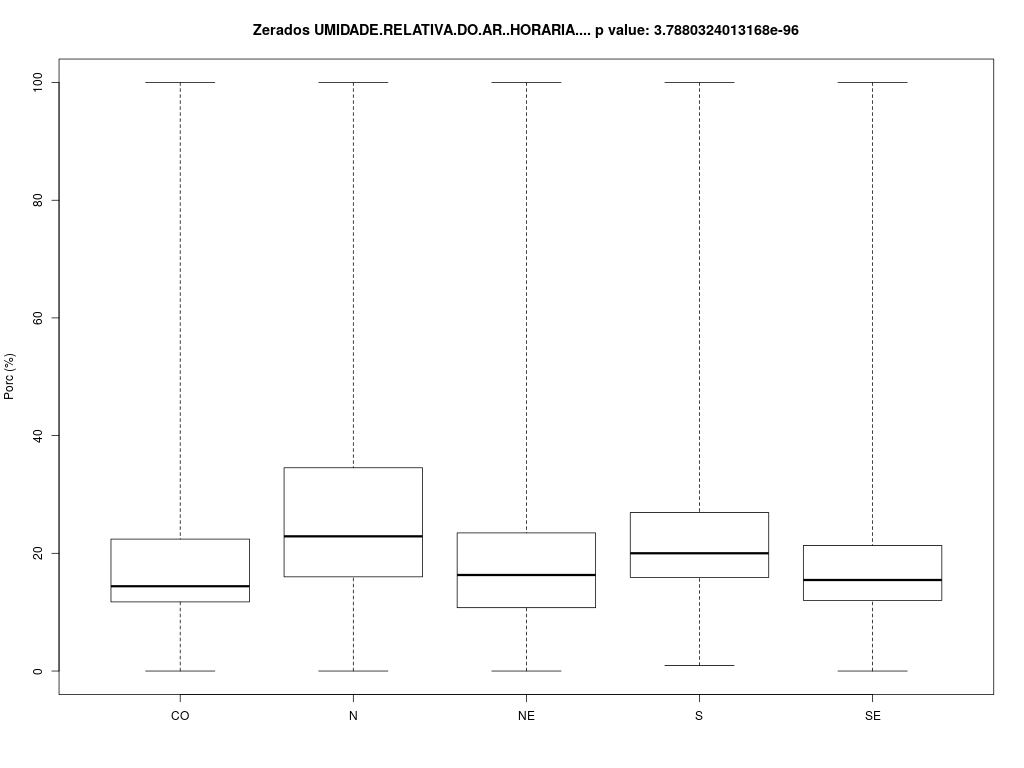 Zerados UMIDADE.RELATIVA.DO.AR..HORARIA.... p value: 3.7880324013168e-96
100
80
60
40
20
0
Porc (%)
CO N NE S SE